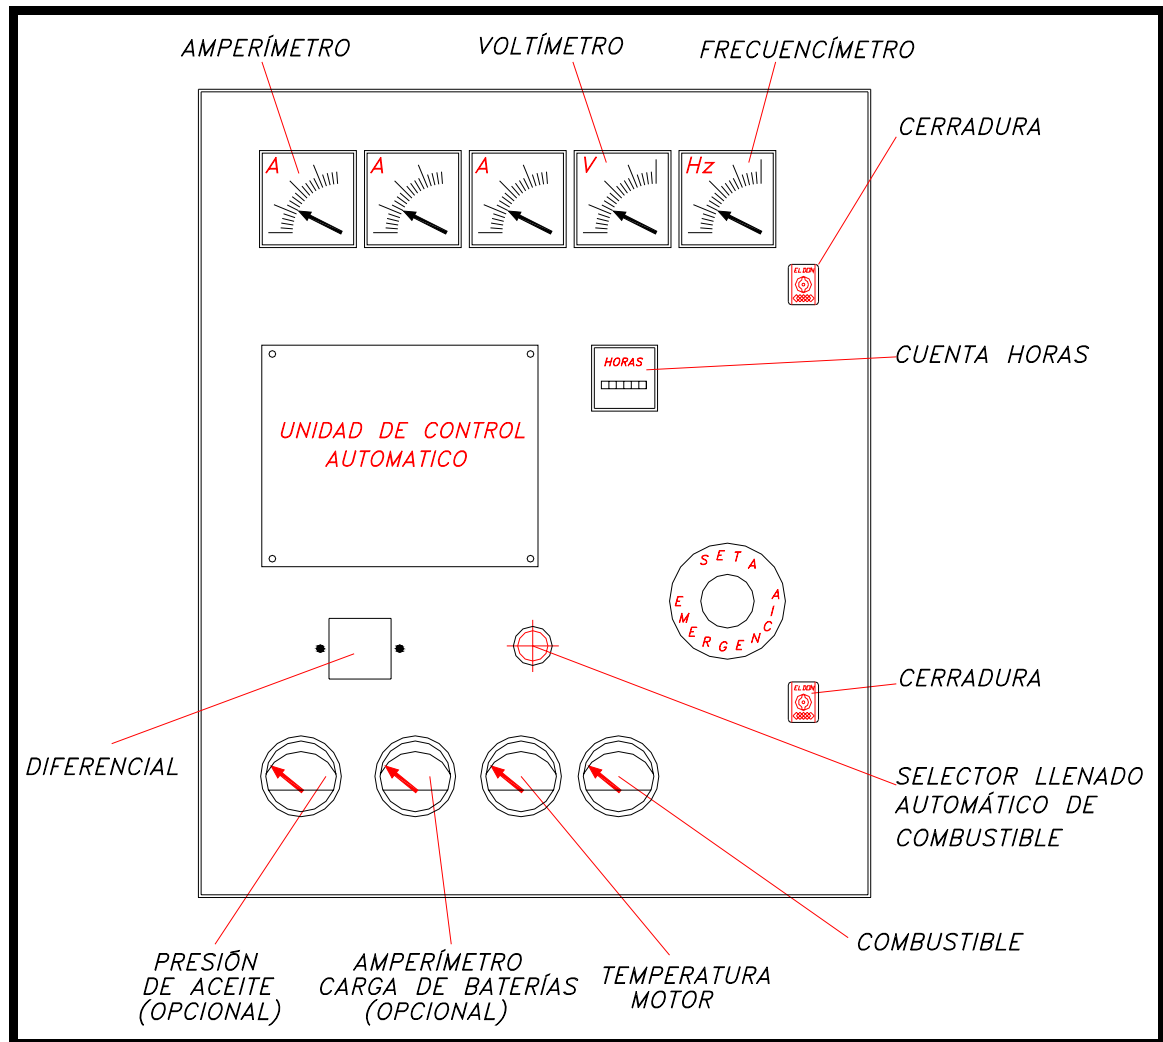 AMPERÍMETRO
VOLTÍMETRO
FRECUENCÍMETRO
CERRADURA
A
A
A
V
Hz
ELDON
CUENTA HORAS
HORAS
UNIDAD DE CONTROL
AUTOMATICO
SETA
EMERGENCIA
CERRADURA
ELDON
DIFERENCIAL
SELECTOR LLENADO
AUTOMÁTICO DE
COMBUSTIBLE
COMBUSTIBLE
PRESIÓN
DE ACEITE
(OPCIONAL)
AMPERÍMETRO
CARGA DE BATERÍAS
(OPCIONAL)
TEMPERATURA
MOTOR